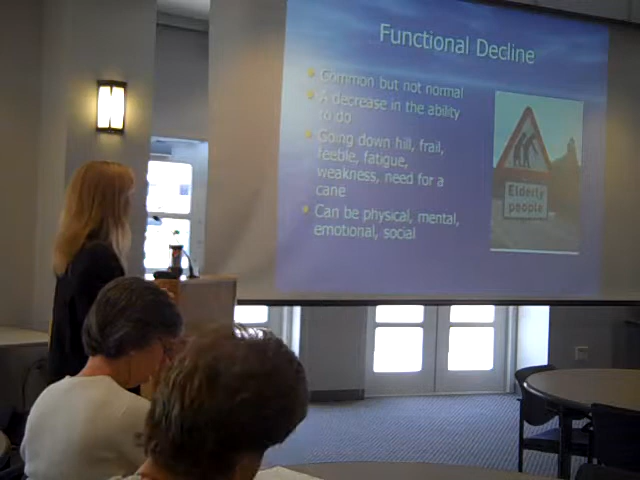 Functional Decline
Common but not normal
A decrease in the ability
to do
Going down hill, frail,
feeble, fatigue,
weakness, need for a
cane
Can be physical, mental,
emotional, social
Elderly
people